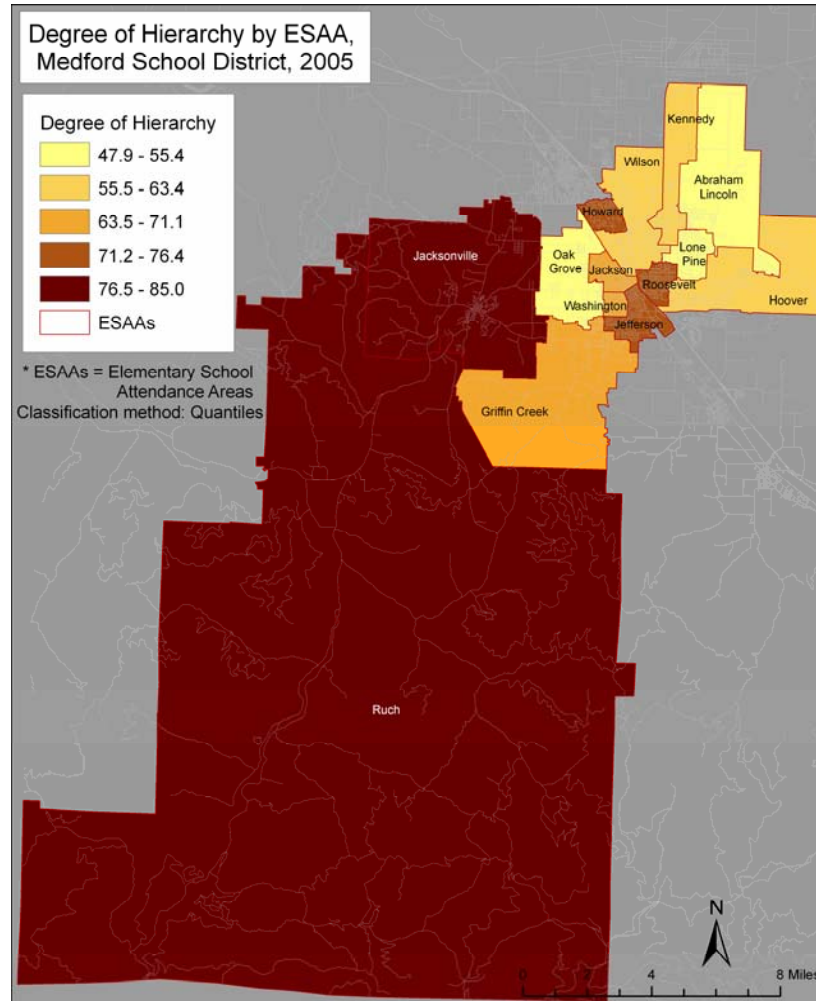 Degree of Hierarchy by ESAA,
Medford School District, 2005
Degree of Hierarchy
47.9 - 55.4
55.5 - 63.4
63.5 - 71.1
71.2 - 76.4
76.5 - 85.0
ESAAs
* ESAAs = Elementary School
Attendance Areas
Classification method: Quantiles
Kennedy
Wilson
Abraham
Lincoln
Howard
Jacksonville
Oak
Grove
Lone
Pine
Jackson
Roosevelt
Washington
Hoover
Jefferson
Griffin Creek
Ruch
N
0 2 4 8 Miles